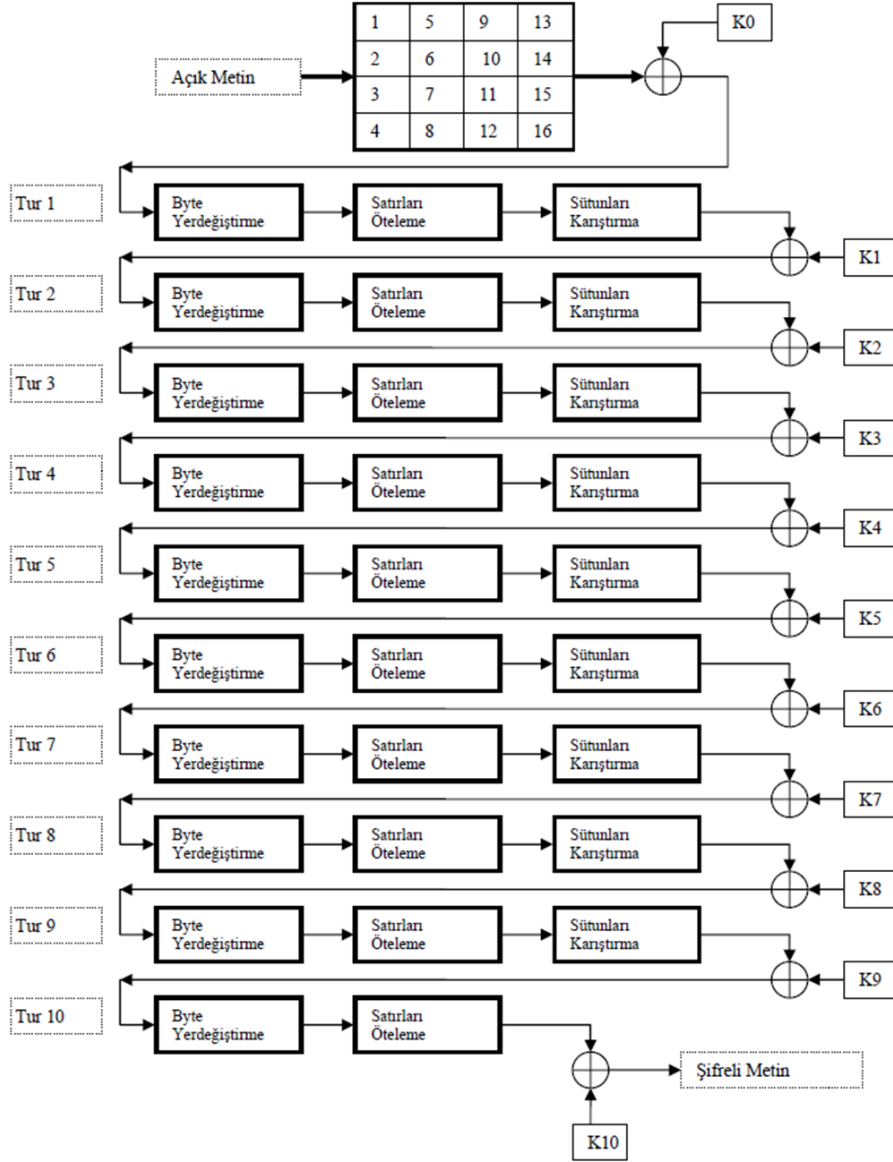 1 5 9 13
K0
2 6 10 14
Açık Metin
3 7 11 15
4 8 12 16
Tur 1
Byte
Yerdeğiştirme
Satırları
Öteleme
Sütunları
Karıştırma
K1
Tur 2
Byte
Yerdeğiştirme
Satırları
Öteleme
Sütunları
Karıştırma
K2
Tur 3
Byte
Yerdeğiştirme
Satırları
Öteleme
Sütunları
Karıştırma
K3
Tur 4
Byte
Yerdeğiştirme
Satırları
Öteleme
Sütunları
Karıştırma
K4
Tur 5
Byte
Yerdeğiştirme
Satırları
Öteleme
Sütunları
Karıştırma
K5
Tur 6
Byte
Yerdeğiştirme
Satırları
Öteleme
Sütunları
Karıştırma
K6
Tur 7
Byte
Yerdeğiştirme
Satırları
Öteleme
Sütunları
Karıştırma
K7
Tur 8
Byte
Yerdeğiştirme
Satırları
Öteleme
Sütunları
Karıştırma
K8
Tur 9
Byte
Yerdeğiştirme
Satırları
Öteleme
Sütunları
Karıştırma
K9
Tur 10
Byte
Yerdeğiştirme
Satırları
Öteleme
Şifreli Metin
K10